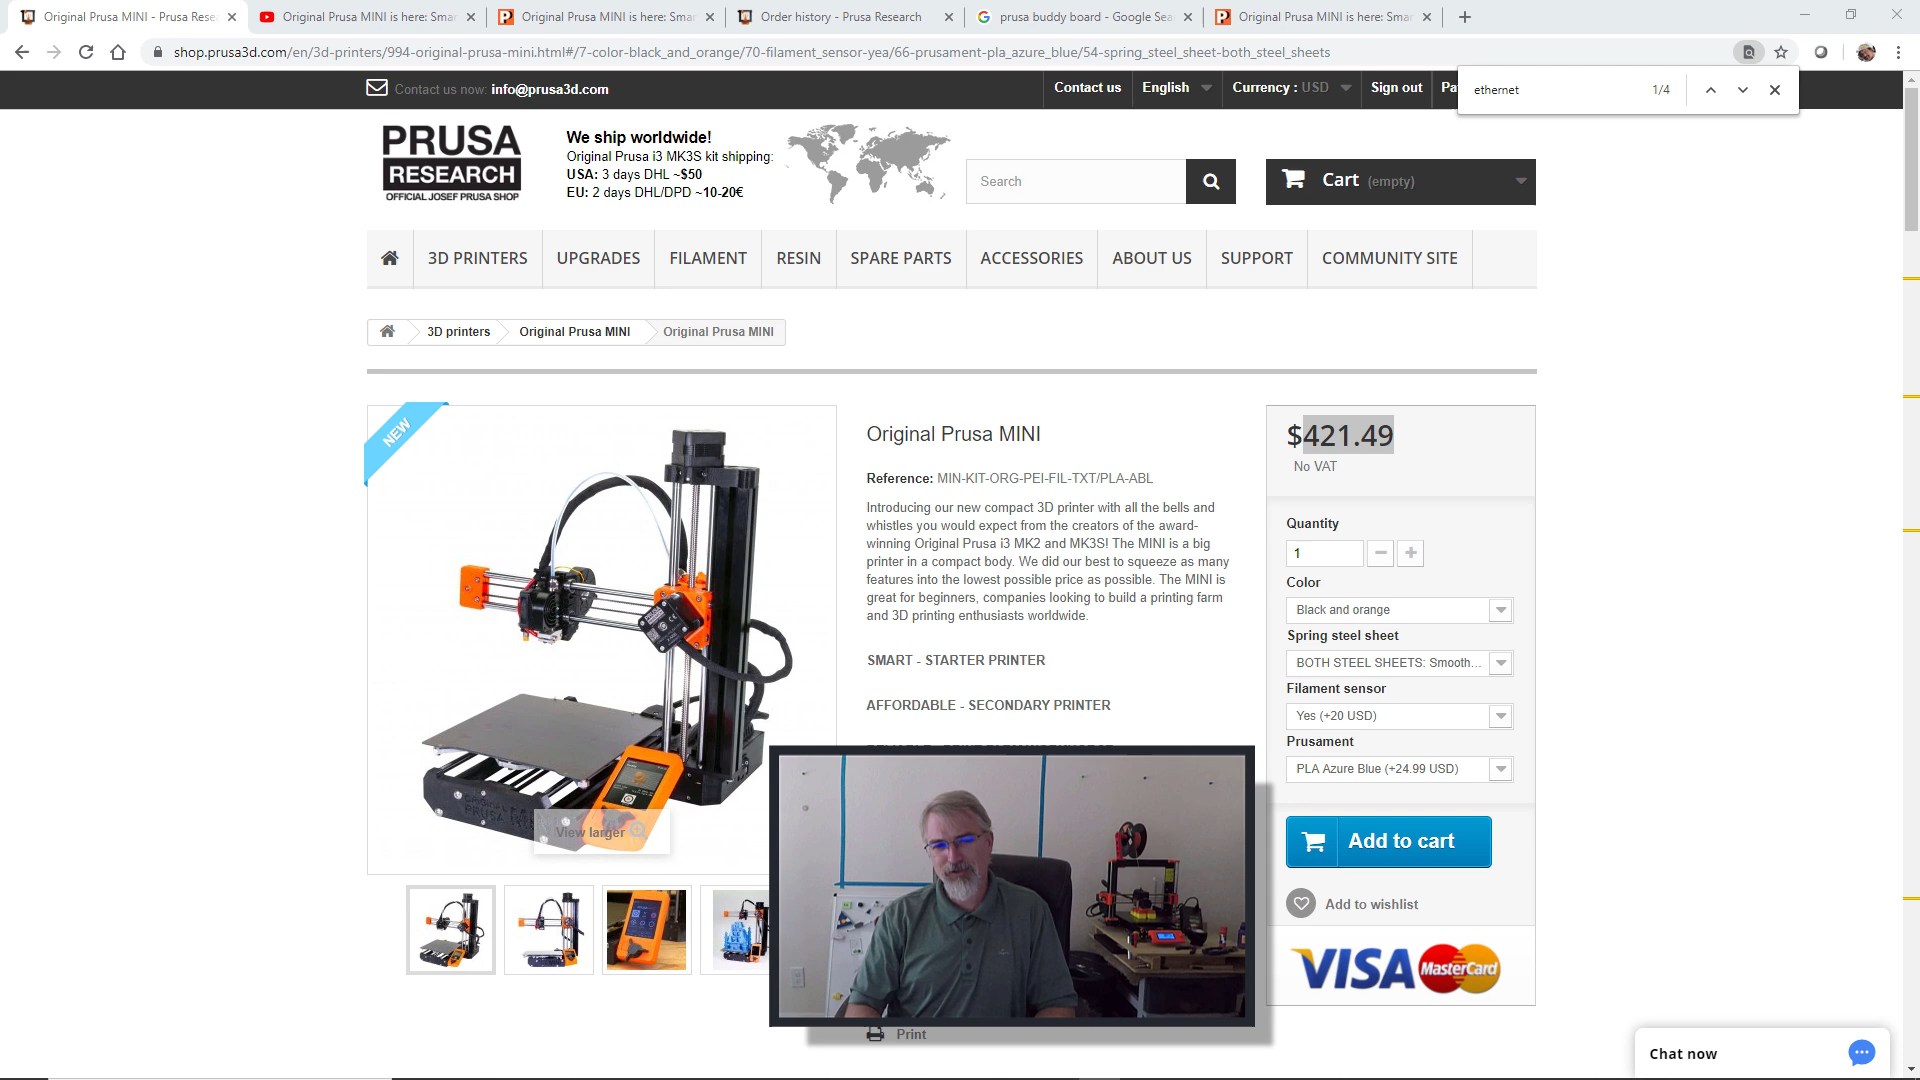 Original Prusa MINI - Prusa Rese
Original Prusa MINI is here: Smar
Original Prusa MINI is here: Smar
Order history - Prusa Research
prusa buddy board - Google Sea
Original Prusa MINI is here: Smar
shop.prusa3d.com/en/3d-printers/994-original-prusa-mini.html#/7-color-black_and_orange/70-filament_sensor-yea/66-prusament-pla_azure_blue/54-spring_steel_sheet-both_steel_sheets
ethernet 1/4
Contact us now: info@prusa3d.com
Contact us
English
Currency : USD
Sign out
Pa
PRUSA
RESEARCH
OFFICIAL JOSEF PRUSA SHOP
We ship worldwide!
Original Prusa i3 MK3S kit shipping:
USA: 3 days DHL ~$50
EU: 2 days DHL/DPD ~10-20€
Search
Cart (empty)
3D PRINTERS
UPGRADES
FILAMENT
RESIN
SPARE PARTS
ACCESSORIES
ABOUT US
SUPPORT
COMMUNITY SITE
3D printers
Original Prusa MINI
Original Prusa MINI
NEW
View larger
Original Prusa MINI
Reference: MIN-KIT-ORG-PEI-FIL-TXT/PLA-ABL
Introducing our new compact 3D printer with all the bells and
whistles you would expect from the creators of the award-
winning Original Prusa i3 MK2 and MK3S! The MINI is a big
printer in a compact body. We did our best to squeeze as many
features into the lowest possible price as possible. The MINI is
great for beginners, companies looking to build a printing farm
and 3D printing enthusiasts worldwide.
SMART - STARTER PRINTER
AFFORDABLE - SECONDARY PRINTER
Print
$421.49
No VAT
Quantity
1
Color
Black and orange
Spring steel sheet
BOTH STEEL SHEETS: Smooth...
Filament sensor
Yes (+20 USD)
Prusament
PLA Azure Blue (+24.99 USD)
Add to cart
Add to wishlist
VISA
MasterCard
Chat now